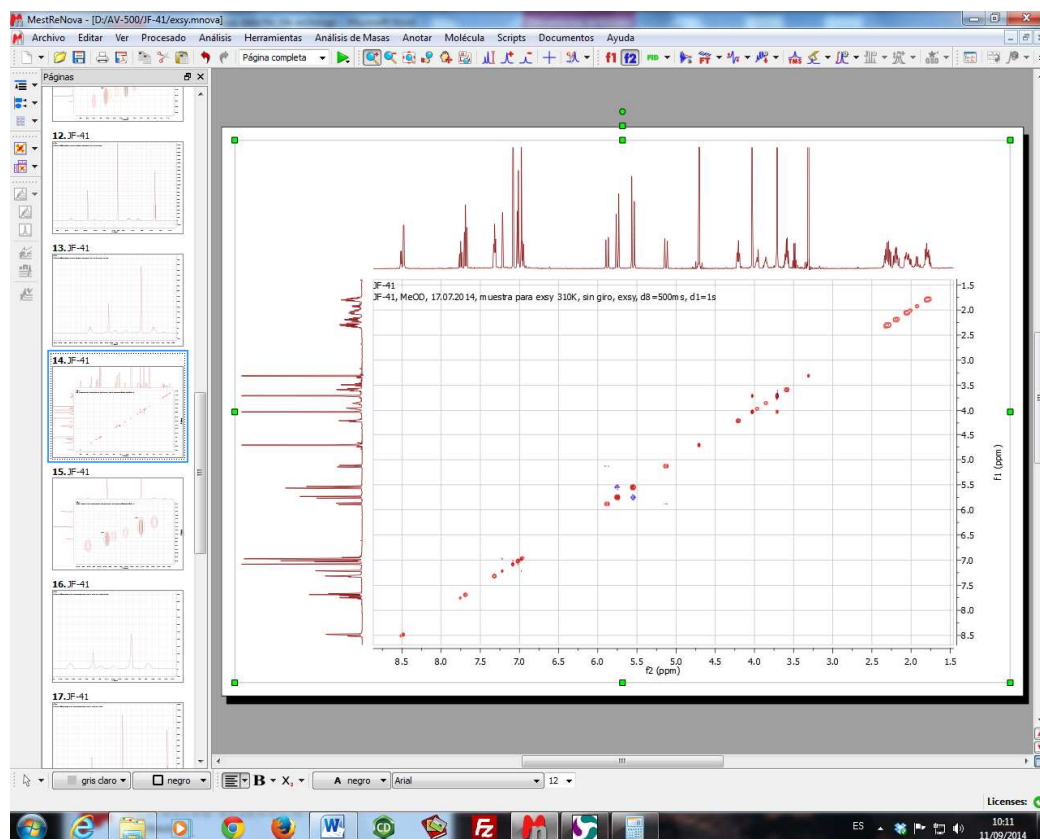 MestReNova - [D:/AV-500/JF-41/exsy.mnova]
Archivo Editar Ver Procesado Análisis Herramientas Análisis de Masas Anotar Molécula Scripts Documentos Ayuda
Página completa
f1 f2 FID FT TMS
Páginas
12. JF-41
13. JF-41
14. JF-41
15. JF-41
16. JF-41
17. JF-41
JF-41
JF-41, MeOD, 17.07.2014, muestra para exsy 310K, sin giro, exsy, d8=500ms, d1=1s
1.5
2.0
2.5
3.0
3.5
4.0
4.5
5.0
5.5
6.0
6.5
7.0
7.5
8.0
8.5
f1 (ppm)
8.5 8.0 7.5 7.0 6.5 6.0 5.5 5.0 4.5 4.0 3.5 3.0 2.5 2.0 1.5
f2 (ppm)
gris claro negro B X, A negro Arial 12
Licenses:
W CD Fz
ES 10:11
11/09/2014